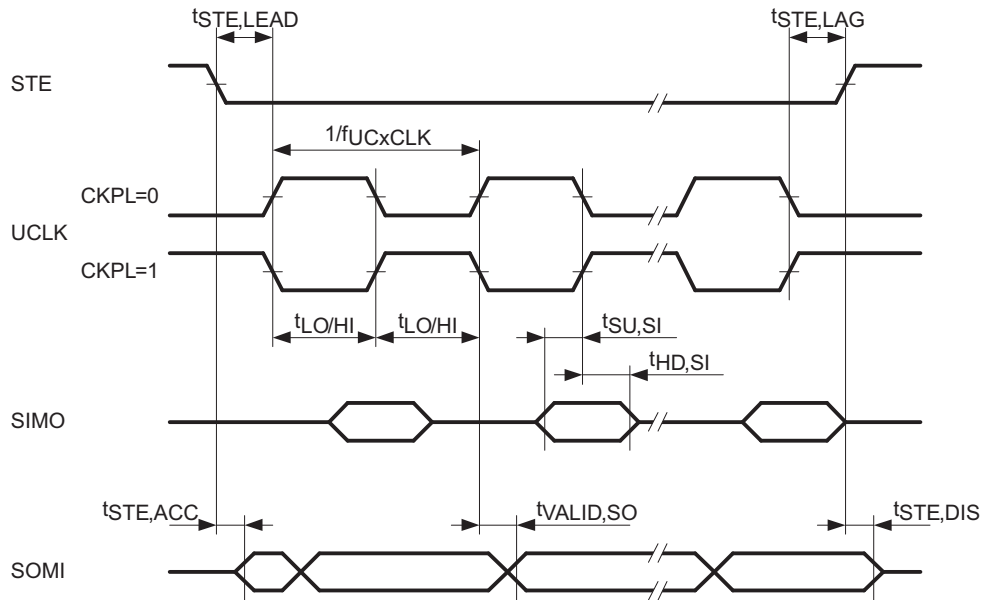 tSTE,LEAD
tSTE,LAG
STE
1/fUCxCLK
CKPL=0
UCLK
CKPL=1
tLO/HI
tLO/HI
tSU,SI
tHD,SI
SIMO
tSTE,ACC
tVALID,SO
tSTE,DIS
SOMI